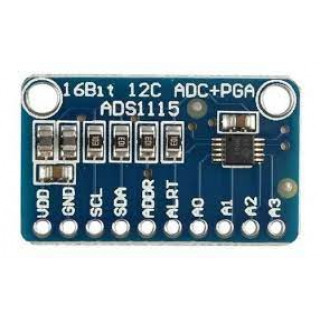 16Bit I2C ADC+PGA
ADS1115
VDD
GND
SCL
SDA
ADDR
ALRT
A0
A1
A2
A3